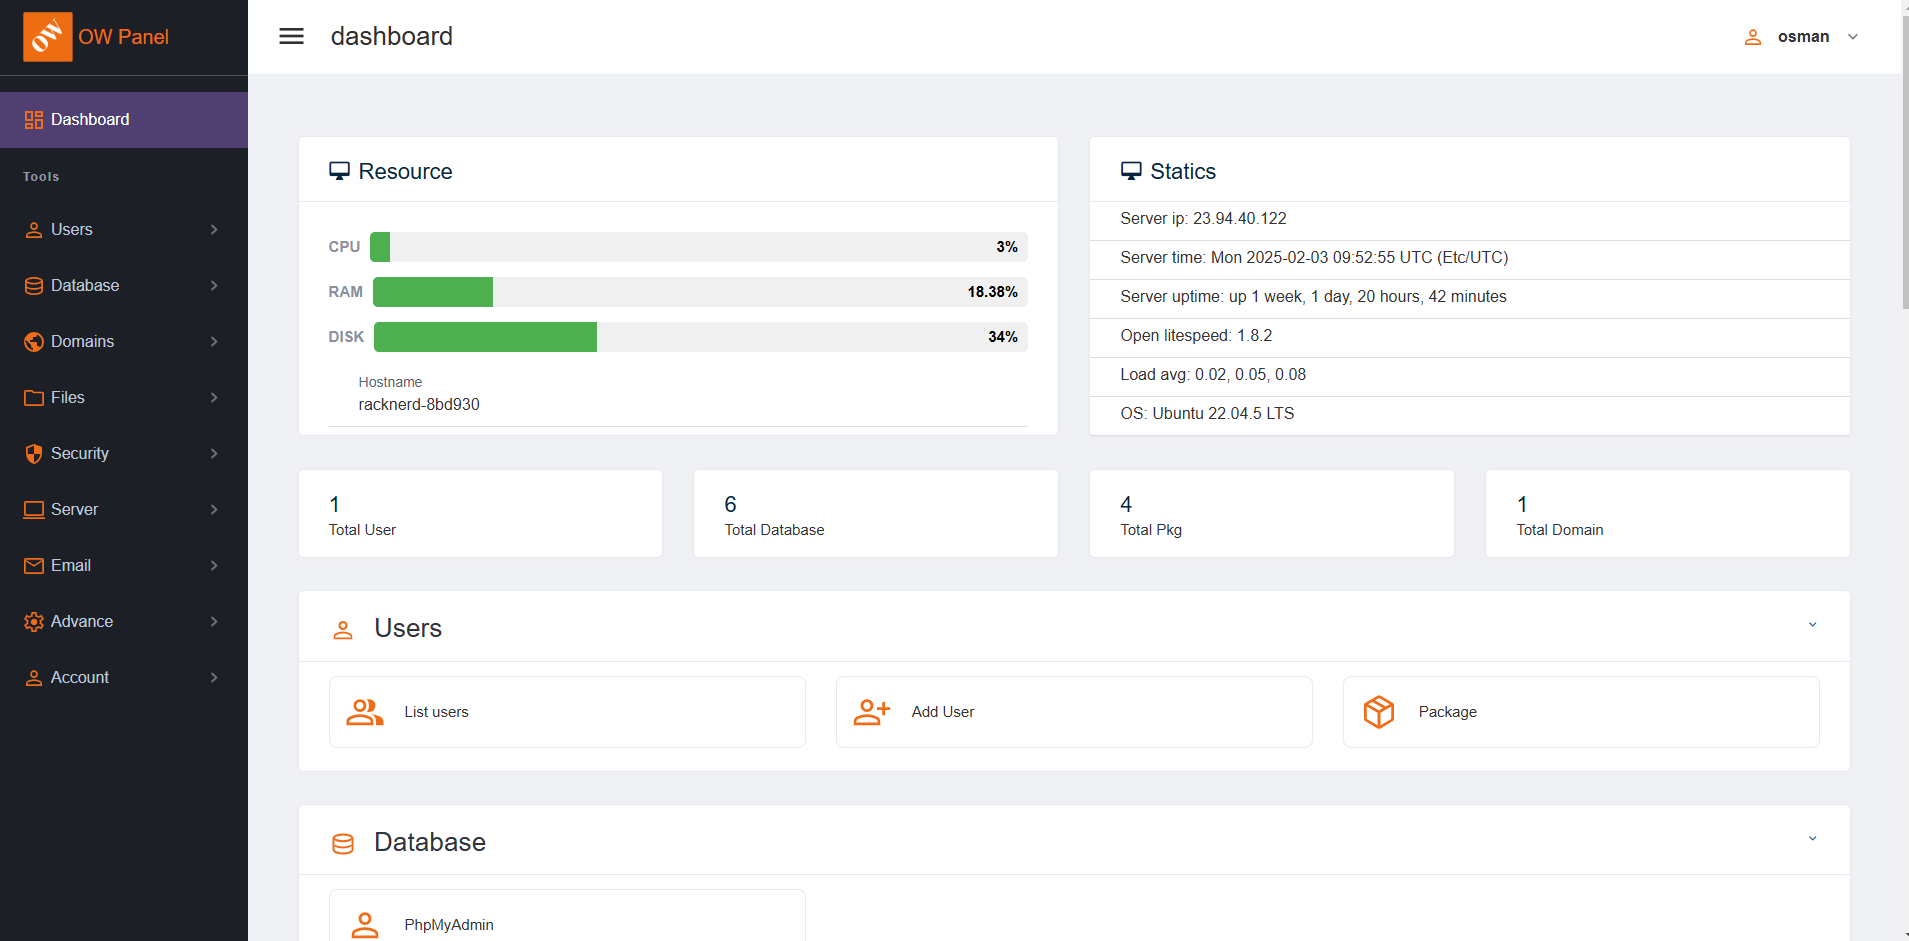 OW
OW Panel
dashboard
osman
Dashboard
Tools
Users
Database
Domains
Files
Security
Server
Email
Advance
Account
Resource
CPU 3%
RAM 18.38%
DISK 34%
Hostname
racknerd-8bd930
Statics
Server ip: 23.94.40.122
Server time: Mon 2025-02-03 09:52:55 UTC (Etc/UTC)
Server uptime: up 1 week, 1 day, 20 hours, 42 minutes
Open litespeed: 1.8.2
Load avg: 0.02, 0.05, 0.08
OS: Ubuntu 22.04.5 LTS
1
Total User
6
Total Database
4
Total Pkg
1
Total Domain
Users
List users
Add User
Package
Database
PhpMyAdmin